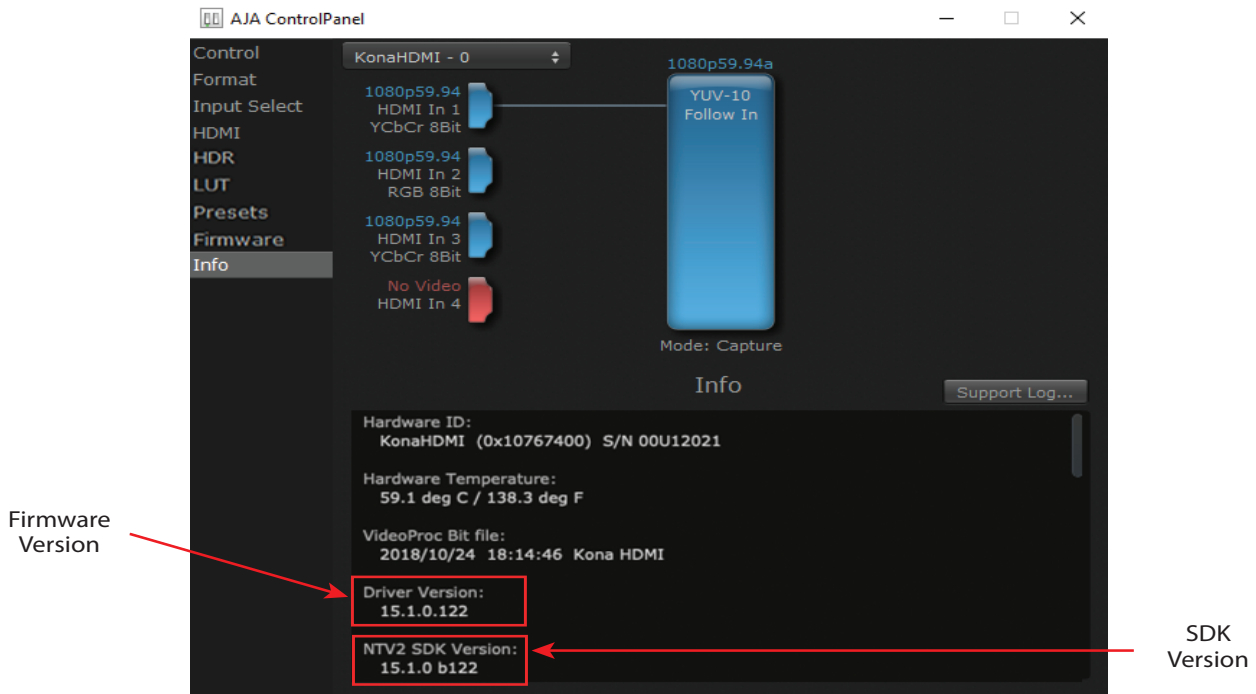 AJA ControlPanel
Control
Format
Input Select
HDMI
HDR
LUT
Presets
Firmware
Info
KonaHDMI - 0
1080p59.94
HDMI In 1
YCbCr 8Bit
1080p59.94
HDMI In 2
RGB 8Bit
1080p59.94
HDMI In 3
YCbCr 8Bit
No Video
HDMI In 4
1080p59.94a
YUV-10
Follow In
Mode: Capture
Info
Support Log...
Hardware ID:
KonaHDMI (0x10767400) S/N 00U12021
Hardware Temperature:
59.1 deg C / 138.3 deg F
VideoProc Bit file:
2018/10/24 18:14:46 Kona HDMI
Driver Version:
15.1.0.122
NTV2 SDK Version:
15.1.0 b122
Firmware
Version
SDK
Version